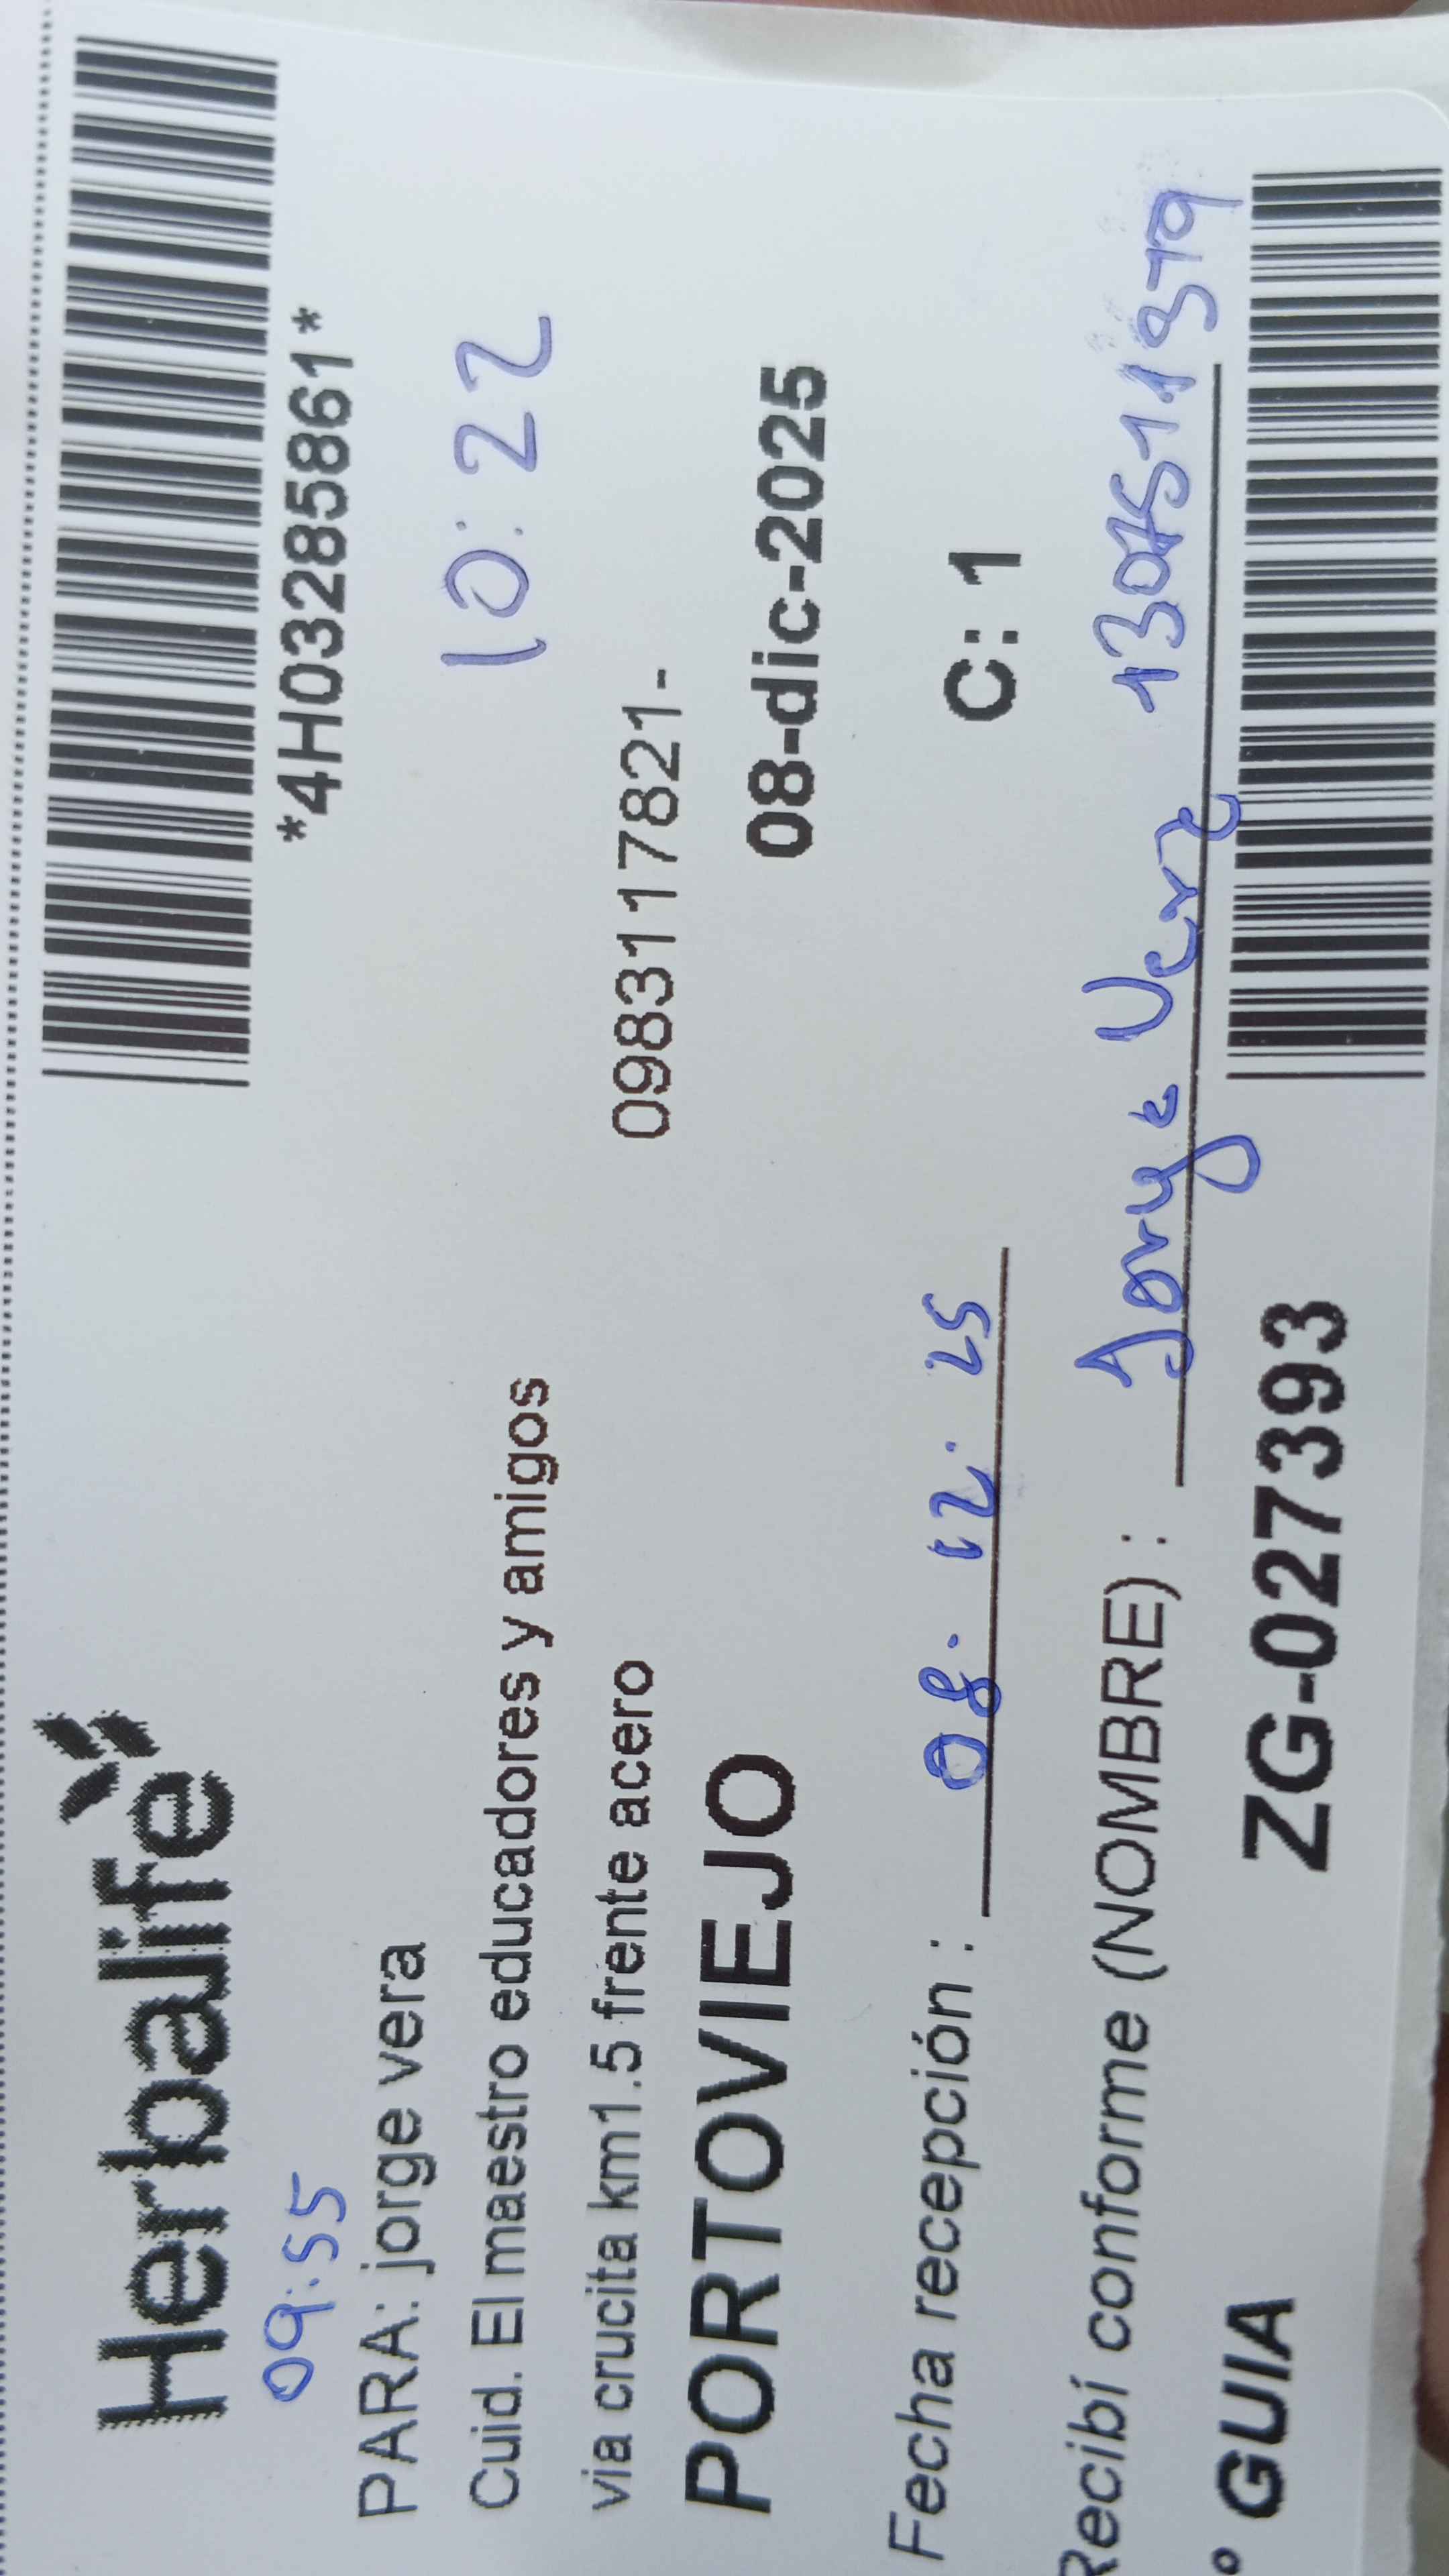 Herbalife
*4H03285861*
09:55
PARA: jorge vera
10:22
Cuid. El maestro educadores y amigos
via crucita km1.5 frente acero
0983117821-
PORTOVIEJO
08-dic-2025
Fecha recepción : 08. 12. 25
C: 1
Recibí conforme (NOMBRE) : Jorge Vera
° GUIA ZG-027393